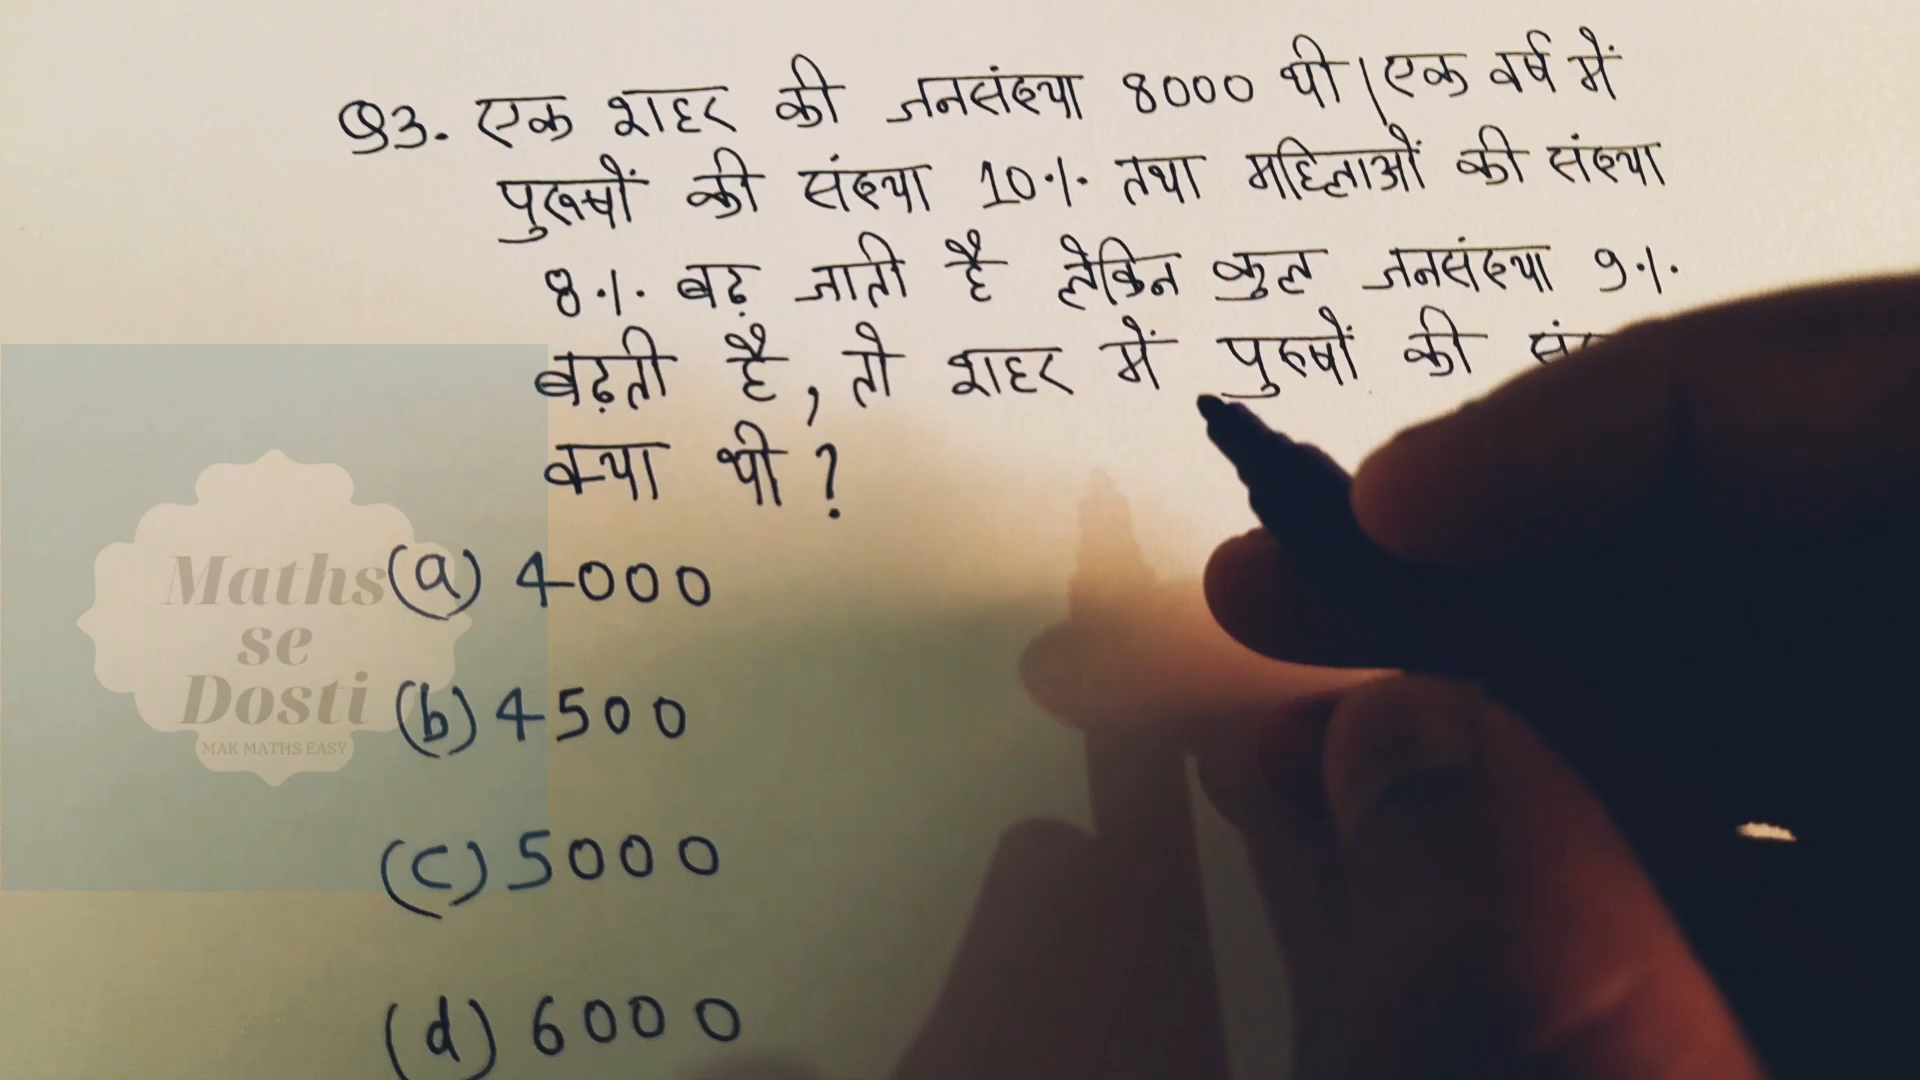 Q3. एक शहर की जनसंख्या 8000 थी। एक वर्ष में
पुरूषों की संख्या 10% तथा महिलाओं की संख्या
8% बढ़ जाती है लेकिन कुल जनसंख्या 9%
बढ़ती है, तो शहर में पुरुषों की
क्या थी?
(a) 4000
(b) 4500
(c) 5000
(d) 6000
Maths
se
Dosti
MAK MATHS EASY